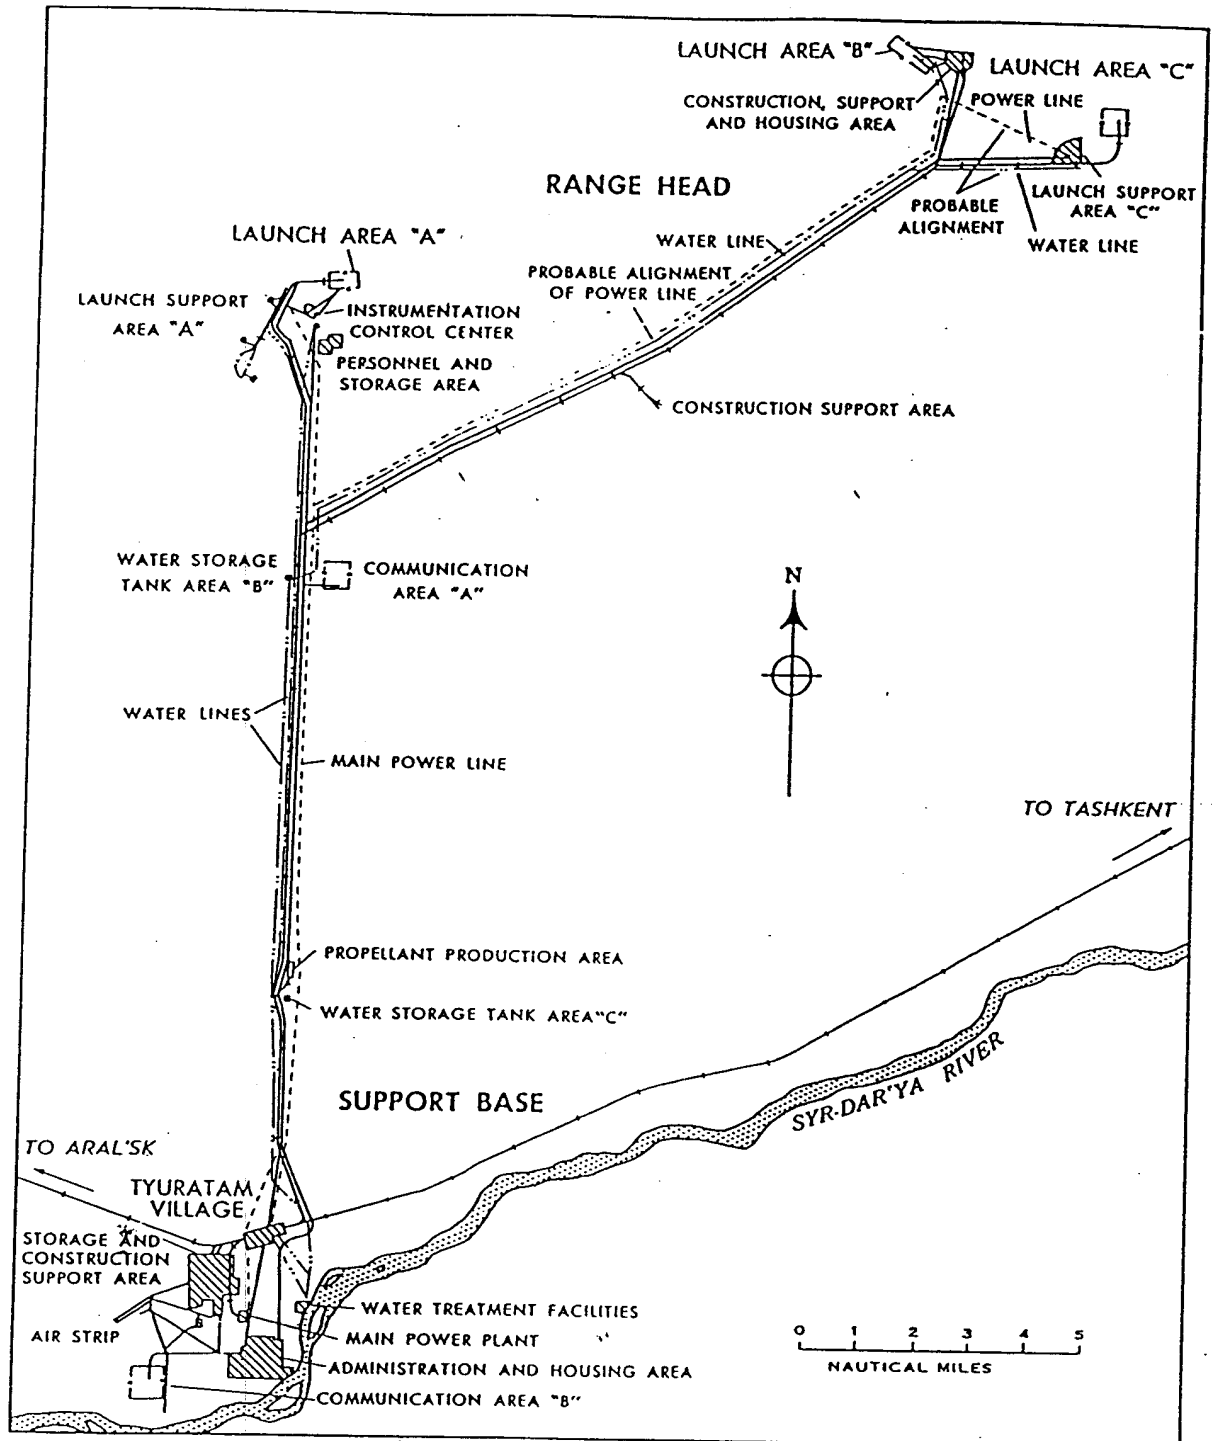 LAUNCH AREA "B"
LAUNCH AREA "C"
CONSTRUCTION, SUPPORT
AND HOUSING AREA
POWER LINE
RANGE HEAD
PROBABLE
ALIGNMENT
LAUNCH SUPPORT
AREA "C"
WATER LINE
WATER LINE
LAUNCH AREA "A"
PROBABLE ALIGNMENT
OF POWER LINE
LAUNCH SUPPORT
AREA "A"
INSTRUMENTATION
CONTROL CENTER
PERSONNEL AND
STORAGE AREA
CONSTRUCTION SUPPORT AREA
WATER STORAGE
TANK AREA "B"
COMMUNICATION
AREA "A"
N
WATER LINES
MAIN POWER LINE
TO TASHKENT
PROPELLANT PRODUCTION AREA
WATER STORAGE TANK AREA "C"
SUPPORT BASE
SYR-DAR'YA RIVER
TO ARAL'SK
TYURATAM
VILLAGE
STORAGE AND
CONSTRUCTION
SUPPORT AREA
AIR STRIP
WATER TREATMENT FACILITIES
MAIN POWER PLANT
ADMINISTRATION AND HOUSING AREA
COMMUNICATION AREA "B"
0 1 2 3 4 5
NAUTICAL MILES